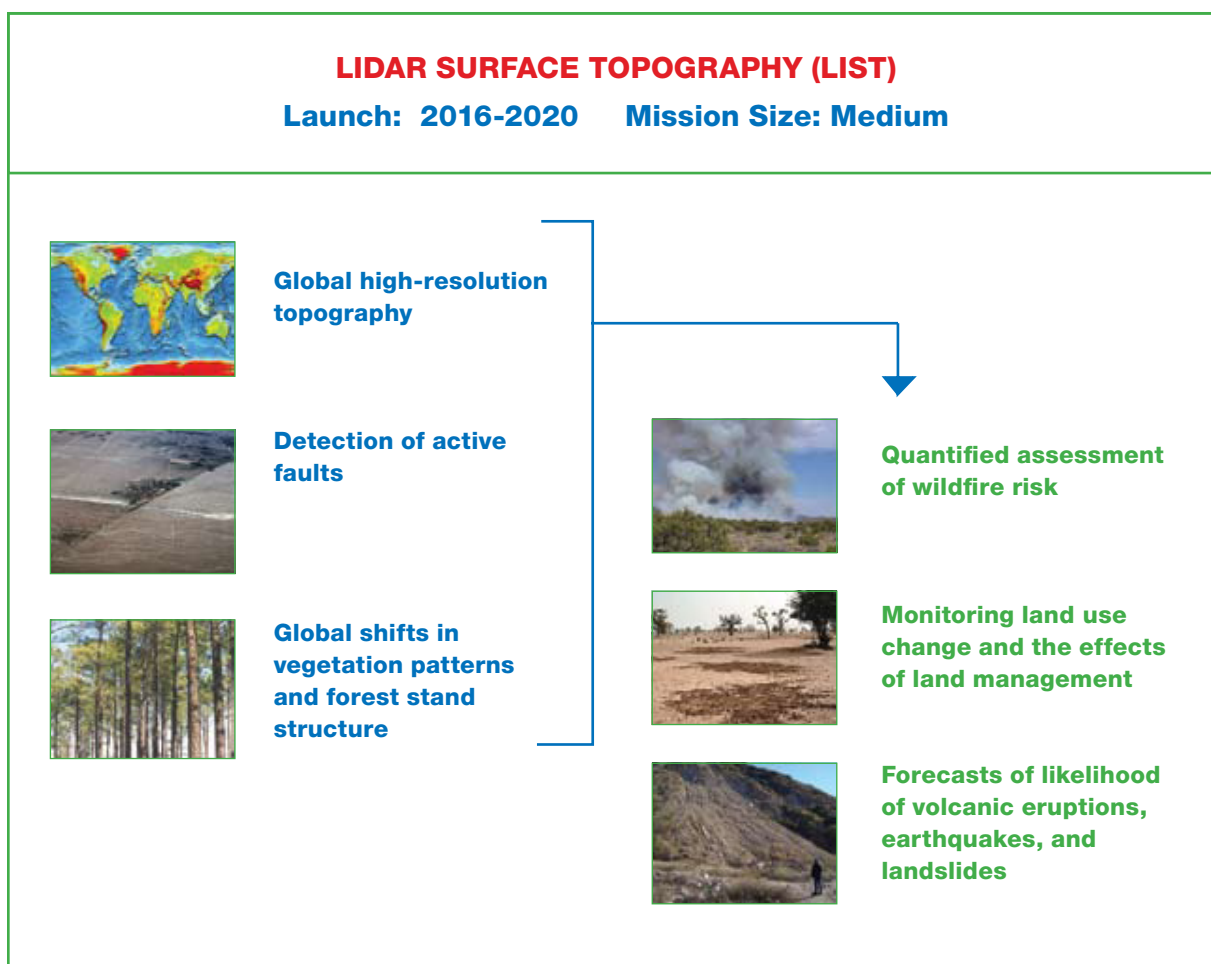 LIDAR SURFACE TOPOGRAPHY (LIST)
Launch: 2016-2020 Mission Size: Medium
Global high-resolution
topography
Detection of active
faults
Global shifts in
vegetation patterns
and forest stand
structure
Quantified assessment
of wildfire risk
Monitoring land use
change and the effects
of land management
Forecasts of likelihood
of volcanic eruptions,
earthquakes, and
landslides